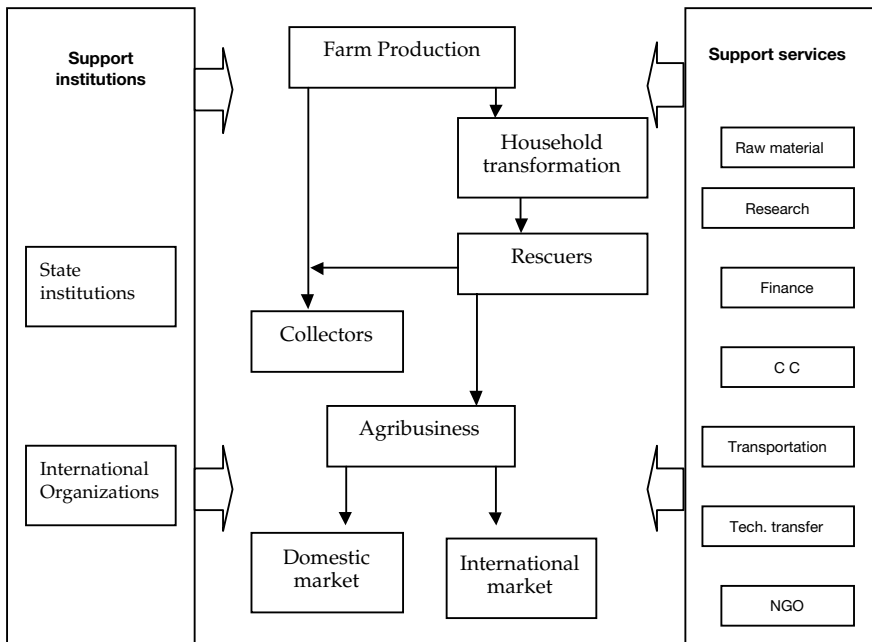 Support
institutions
State
institutions
International
Organizations
Farm Production
Household
transformation
Rescuers
Collectors
Agribusiness
Domestic
market
International
market
Support services
Raw material
Research
Finance
C C
Transportation
Tech. transfer
NGO